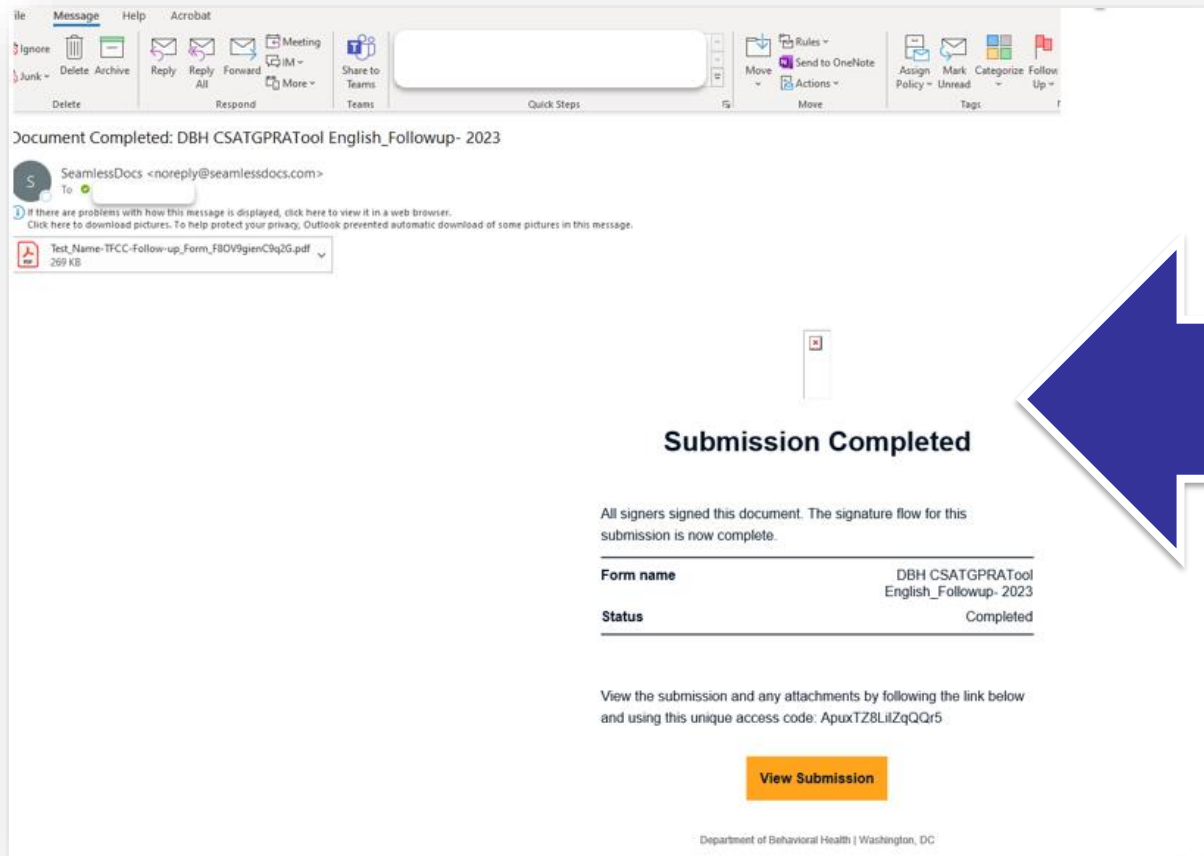 ile Message Help Acrobat
Ignore
Junk
Delete
Archive
Reply
Reply All
Forward
Meeting
IM
More
Share to Teams
Move
Rules
Send to OneNote
Actions
Assign Policy
Mark Unread
Categorize
Follow Up
Delete Respond Teams Quick Steps Move Tags
Document Completed: DBH CSATGPRATool English_Followup- 2023
S
SeamlessDocs <noreply@seamlessdocs.com>
To
If there are problems with how this message is displayed, click here to view it in a web browser.
Click here to download pictures. To help protect your privacy, Outlook prevented automatic download of some pictures in this message.
Test_Name-TFCC-Follow-up_Form_F8OV9gienC9q2G.pdf
269 KB
Submission Completed
All signers signed this document. The signature flow for this
submission is now complete.
Form name DBH CSATGPRATool
English_Followup- 2023
Status Completed
View the submission and any attachments by following the link below
and using this unique access code: ApuxTZ8LiIZqQQr5
View Submission
Department of Behavioral Health | Washington, DC